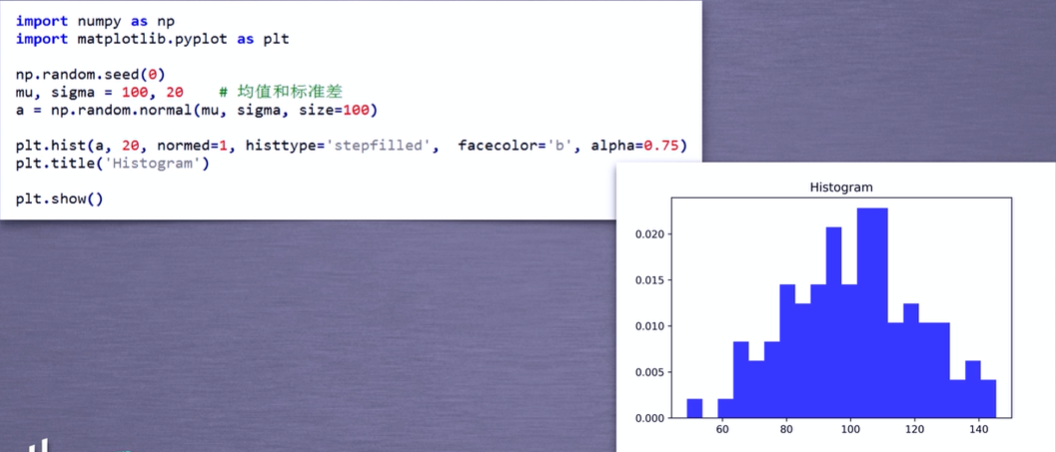 import numpy as np
import matplotlib.pyplot as plt
np.random.seed(0)
mu, sigma = 100, 20    # 均值和标准差
a = np.random.normal(mu, sigma, size=100)
plt.hist(a, 20, normed=1, histtype='stepfilled',  facecolor='b', alpha=0.75)
plt.title('Histogram')
plt.show()
Histogram
0.020
0.015
0.010
0.005
0.000
60 80 100 120 140